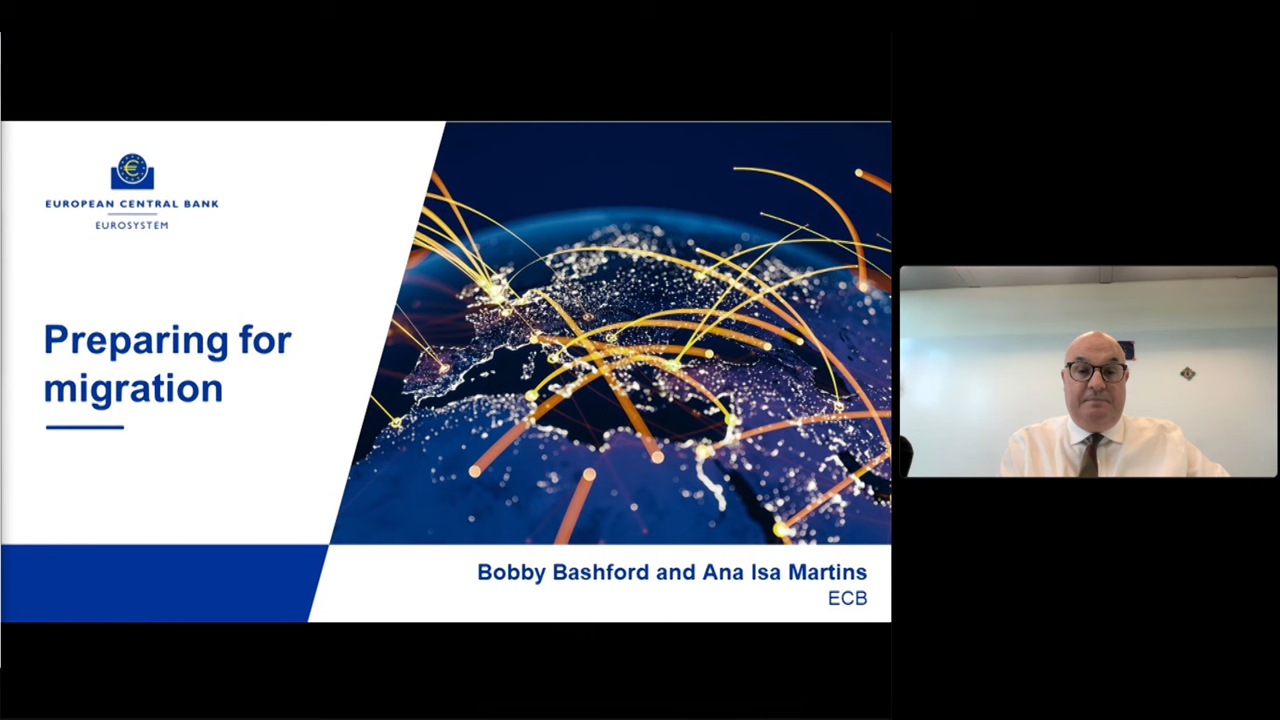 EUROPEAN CENTRAL BANK
EUROSYSTEM
Preparing for
migration
Bobby Bashford and Ana Isa Martins
ECB